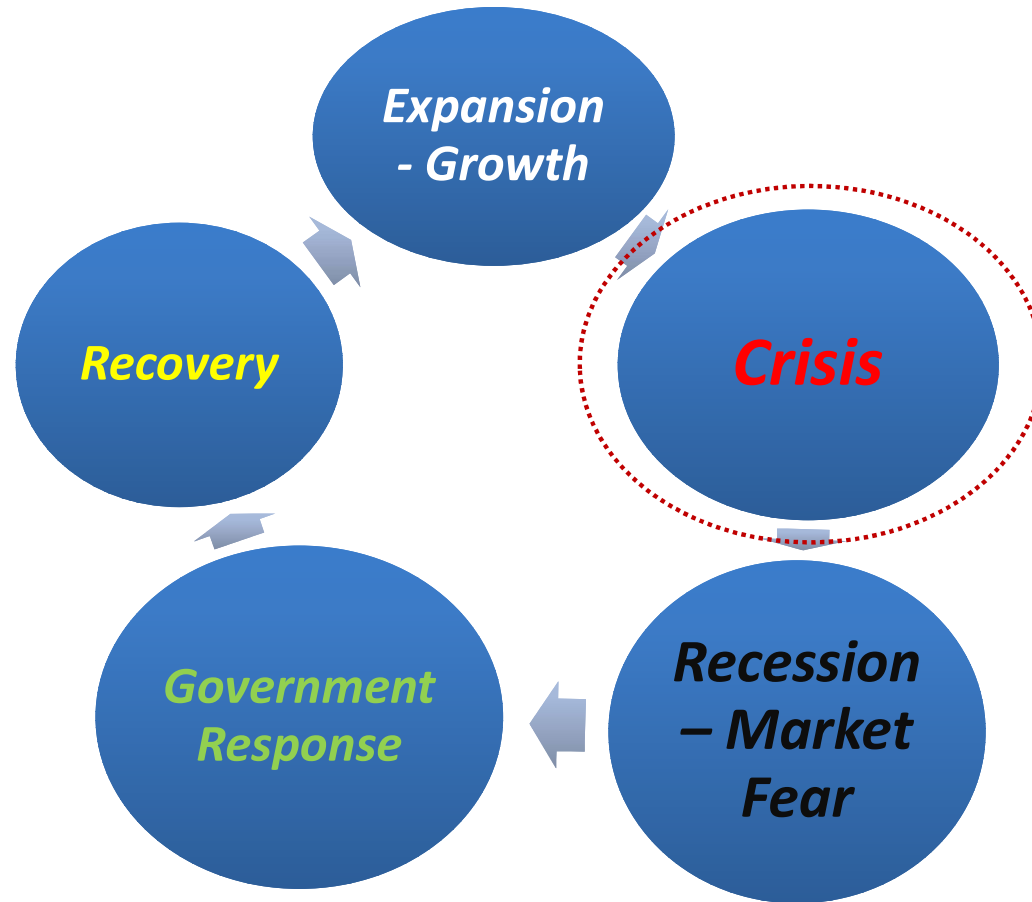 Expansion
- Growth
Crisis
Recession
– Market
Fear
Government
Response
Recovery